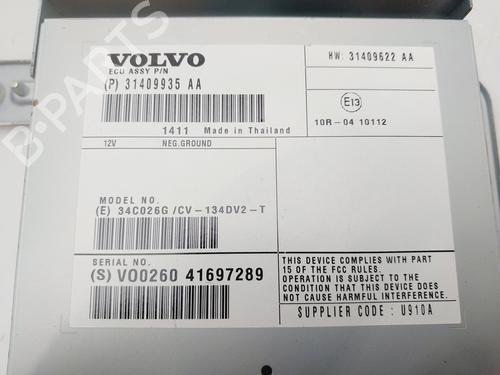 VOLVO
ECU ASSY P/N
(P) 31409935 AA
HW: 31409622 AA
E13
10R-04 10112
1411 Made in Thailand
12V NEG.GROUND
MODEL NO.
(E) 34C026G/CV-134DV2-T
SERIAL NO.
(S) VO0260 41697289
THIS DEVICE COMPLIES WITH PART
15 OF THE FCC RULES.
OPERATION IS SUBJECT TO THE
CONDITION THAT THIS DEVICE DOES
NOT CAUSE HARMFUL INTERFERENCE.
SUPPLIER CODE: U910A
B-PARTS